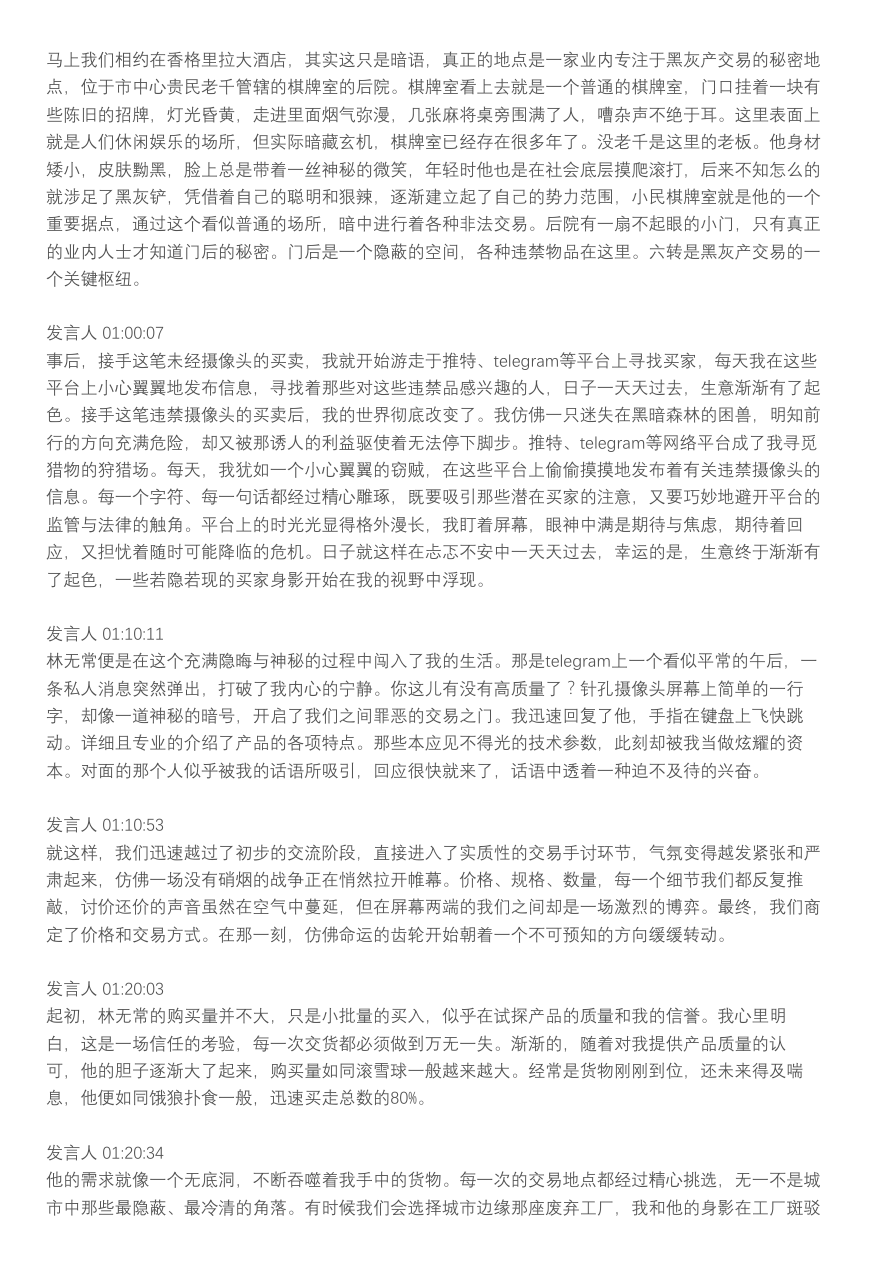 马上我们相约在香格里拉大酒店，其实这只是暗语，真正的地点是一家业内专注于黑灰产交易的秘密地
点，位于市中心贵民老千管辖的棋牌室的后院。棋牌室看上去就是一个普通的棋牌室，门口挂着一块有
些陈旧的招牌，灯光昏黄，走进里面烟气弥漫，几张麻将桌旁围满了人，嘈杂声不绝于耳。这里表面上
就是人们休闲娱乐的场所，但实际暗藏玄机，棋牌室已经存在很多年了。没老千是这里的老板。他身材
矮小，皮肤黝黑，脸上总是带着一丝神秘的微笑，年轻时他也是在社会底层摸爬滚打，后来不知怎么的
就涉足了黑灰铲，凭借着自己的聪明和狠辣，逐渐建立起了自己的势力范围，小民棋牌室就是他的一个
重要据点，通过这个看似普通的场所，暗中进行着各种非法交易。后院有一扇不起眼的小门，只有真正
的业内人士才知道门后的秘密。门后是一个隐蔽的空间，各种违禁物品在这里。六转是黑灰产交易的一
个关键枢纽。
发言人 01:00:07
事后，接手这笔未经摄像头的买卖，我就开始游走于推特、telegram等平台上寻找买家，每天我在这些
平台上小心翼翼地发布信息，寻找着那些对这些违禁品感兴趣的人，日子一天天过去，生意渐渐有了起
色。接手这笔违禁摄像头的买卖后，我的世界彻底改变了。我仿佛一只迷失在黑暗森林的困兽，明知前
行的方向充满危险，却又被那诱人的利益驱使着无法停下脚步。推特、telegram等网络平台成了我寻觅
猎物的狩猎场。每天，我犹如一个小心翼翼的窃贼，在这些平台上偷偷摸摸地发布着有关违禁摄像头的
信息。每一个字符、每一句话都经过精心雕琢，既要吸引那些潜在买家的注意，又要巧妙地避开平台的
监管与法律的触角。平台上的时光光显得格外漫长，我盯着屏幕，眼神中满是期待与焦虑，期待着回
应，又担忧着随时可能降临的危机。日子就这样在忐忑不安中一天天过去，幸运的是，生意终于渐渐有
了起色，一些若隐若现的买家身影开始在我的视野中浮现。
发言人 01:10:11
林无常便是在这个充满隐晦与神秘的过程中闯入了我的生活。那是telegram上一个看似平常的午后，一
条私人消息突然弹出，打破了我内心的宁静。你这儿有没有高质量了？针孔摄像头屏幕上简单的一行
字，却像一道神秘的暗号，开启了我们之间罪恶的交易之门。我迅速回复了他，手指在键盘上飞快跳
动。详细且专业的介绍了产品的各项特点。那些本应见不得光的技术参数，此刻却被我当做炫耀的资
本。对面的那个人似乎被我的话语所吸引，回应很快就来了，话语中透着一种迫不及待的兴奋。
发言人 01:10:53
就这样，我们迅速越过了初步的交流阶段，直接进入了实质性的交易手讨环节，气氛变得越发紧张和严
肃起来，仿佛一场没有硝烟的战争正在悄然拉开帷幕。价格、规格、数量，每一个细节我们都反复推
敲，讨价还价的声音虽然在空气中蔓延，但在屏幕两端的我们之间却是一场激烈的博弈。最终，我们商
定了价格和交易方式。在那一刻，仿佛命运的齿轮开始朝着一个不可预知的方向缓缓转动。
发言人 01:20:03
起初，林无常的购买量并不大，只是小批量的买入，似乎在试探产品的质量和我的信誉。我心里明
白，这是一场信任的考验，每一次交货都必须做到万无一失。渐渐的，随着对我提供产品质量的认
可，他的胆子逐渐大了起来，购买量如同滚雪球一般越来越大。经常是货物刚刚到位，还未来得及喘
息，他便如同饿狼扑食一般，迅速买走总数的80%。
发言人 01:20:34
他的需求就像一个无底洞，不断吞噬着我手中的货物。每一次的交易地点都经过精心挑选，无一不是城
市中那些最隐蔽、最冷清的角落。有时候我们会选择城市边缘那座废弃工厂，我和他的身影在工厂斑驳